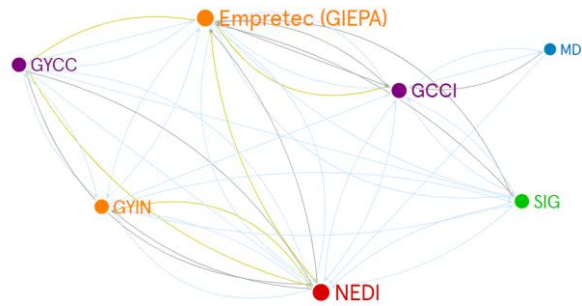 Empretec (GIEPA)
MD
GYCC
GCCI
SIG
GYIN
NEDI